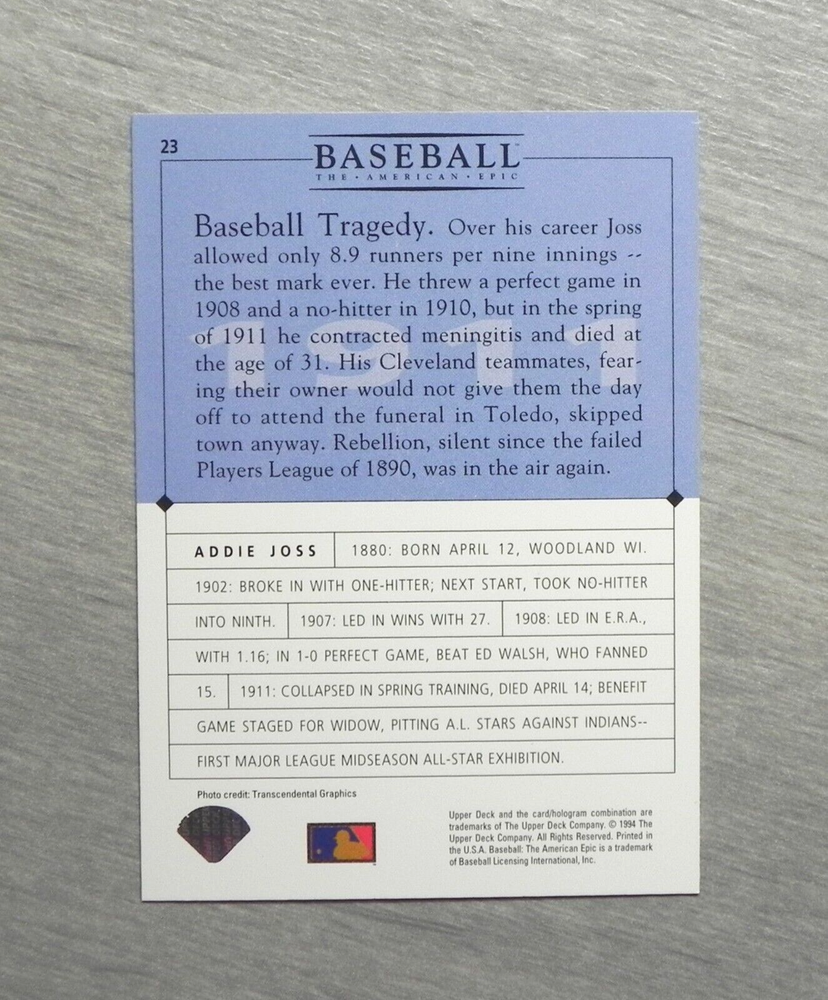 23
BASEBALL
THE · AMERICAN · EPIC
Baseball Tragedy. Over his career Joss
allowed only 8.9 runners per nine innings --
the best mark ever. He threw a perfect game in
1908 and a no-hitter in 1910, but in the spring
of 1911 he contracted meningitis and died at
the age of 31. His Cleveland teammates, fear-
ing their owner would not give them the day
off to attend the funeral in Toledo, skipped
town anyway. Rebellion, silent since the failed
Players League of 1890, was in the air again.
1911
ADDIE JOSS 1880: BORN APRIL 12, WOODLAND WI.
1902: BROKE IN WITH ONE-HITTER; NEXT START, TOOK NO-HITTER
INTO NINTH. 1907: LED IN WINS WITH 27. 1908: LED IN E.R.A.,
WITH 1.16; IN 1-0 PERFECT GAME, BEAT ED WALSH, WHO FANNED
15. 1911: COLLAPSED IN SPRING TRAINING, DIED APRIL 14; BENEFIT
GAME STAGED FOR WIDOW, PITTING A.L. STARS AGAINST INDIANS--
FIRST MAJOR LEAGUE MIDSEASON ALL-STAR EXHIBITION.
Photo credit: Transcendental Graphics
Upper Deck and the card/hologram combination are
trademarks of The Upper Deck Company. © 1994 The
Upper Deck Company. All Rights Reserved. Printed in
the U.S.A. Baseball: The American Epic is a trademark
of Baseball Licensing International, Inc.